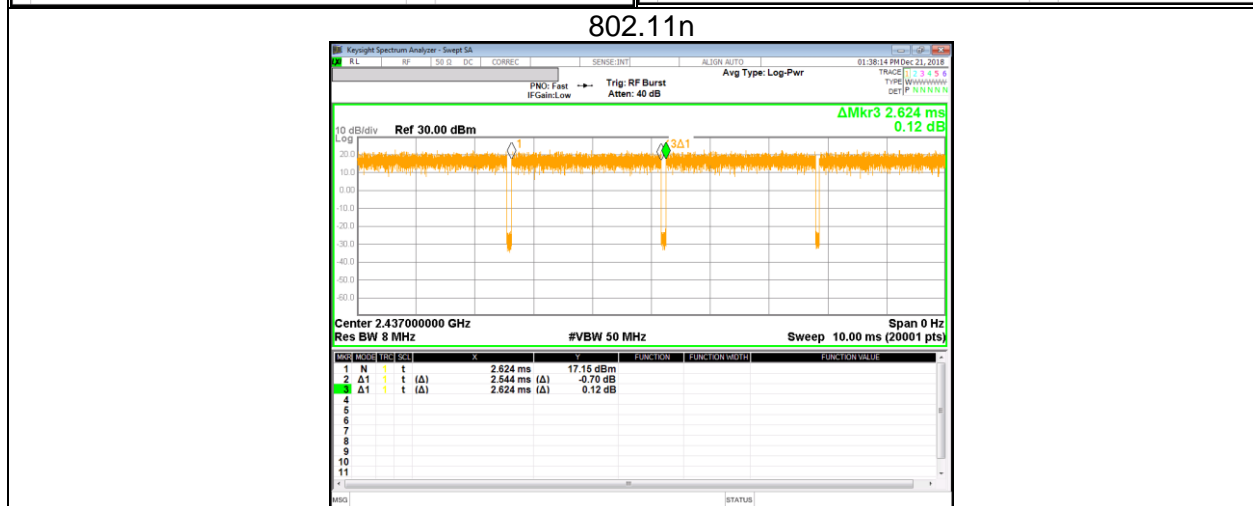 802.11n
Keysight Spectrum Analyzer - Swept SA
RL RF 50 Ω DC CORREC SENSE:INT ALIGN AUTO 01:38:14 PM Dec 21, 2018
Avg Type: Log-Pwr TRACE 1 2 3 4 5 6
PNO: Fast Trig: RF Burst TYPE WWWWWW
IFGain:Low Atten: 40 dB DET P N N N N N
ΔMkr3 2.624 ms
0.12 dB
10 dB/div Ref 30.00 dBm
Log
1 3Δ1
20.0
10.0
0.00
-10.0
-20.0
-30.0
-40.0
-50.0
-60.0
Center 2.437000000 GHz Span 0 Hz
Res BW 8 MHz #VBW 50 MHz Sweep 10.00 ms (20001 pts)
MKR MODE TRC SCL X Y FUNCTION FUNCTION WIDTH FUNCTION VALUE
1 N 1 t 2.624 ms 17.15 dBm
2 Δ1 1 t (Δ) 2.544 ms (Δ) -0.70 dB
3 Δ1 1 t (Δ) 2.624 ms (Δ) 0.12 dB
4
5
6
7
8
9
10
11
MSG STATUS